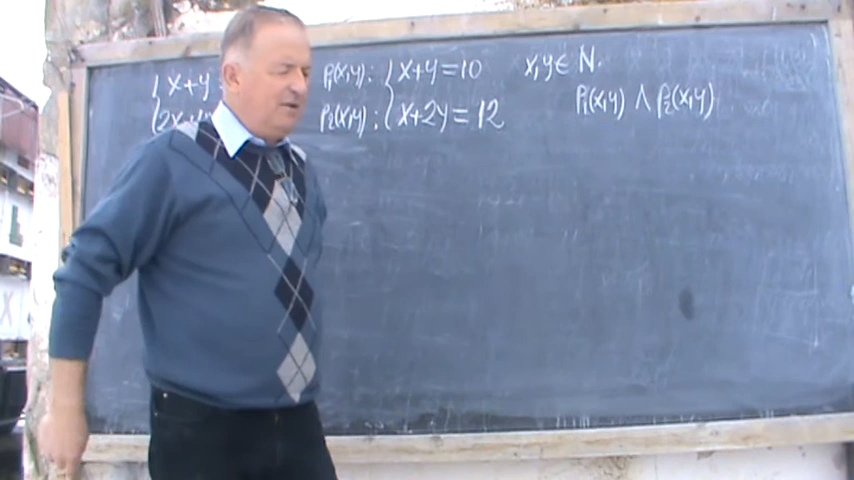 { x+y p₁(x,y): { x+y=10 x,y∈N.
{ 2x+y p₂(x,y): { x+2y=12 p₁(x,y) ∧ p₂(x,y)